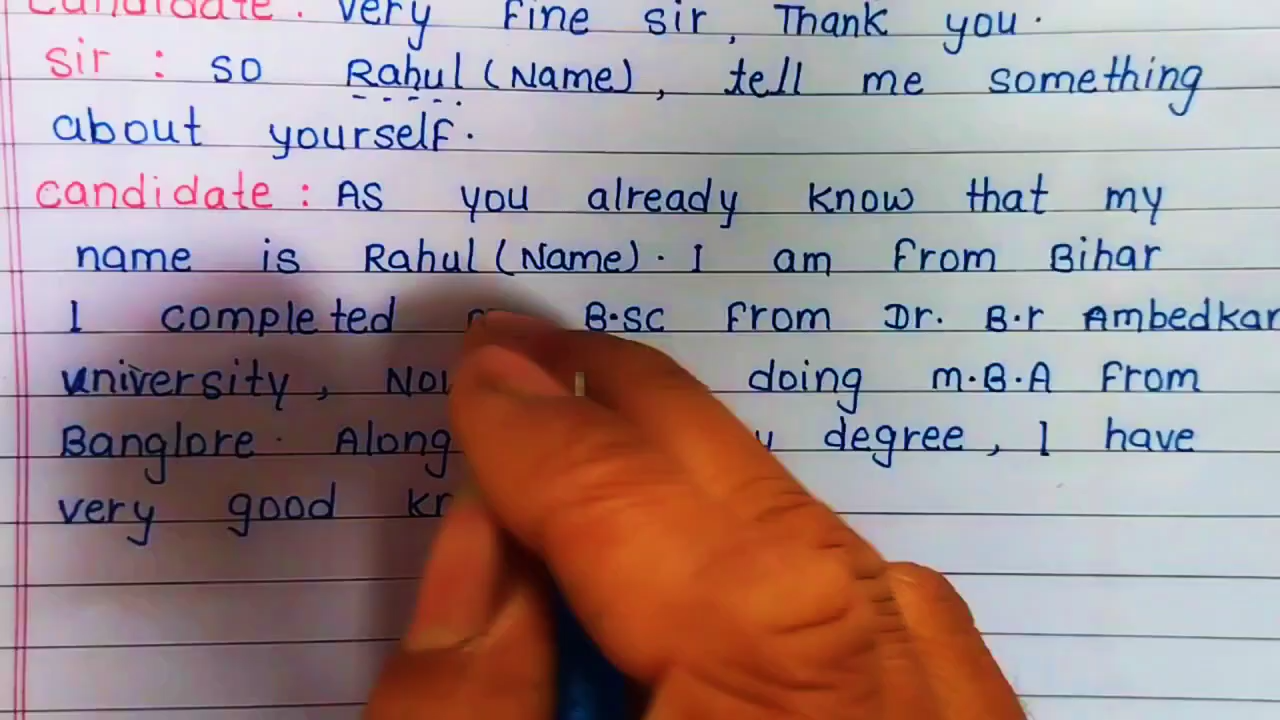 candidate : very fine sir, Thank you.
sir : so Rahul (Name), tell me something
about yourself.
candidate : As you already know that my
name is Rahul (Name). I am from Bihar
I completed B.sc from Dr. B.r Ambedkar
university, doing m.B.A from
Banglore. Along degree, I have
very good